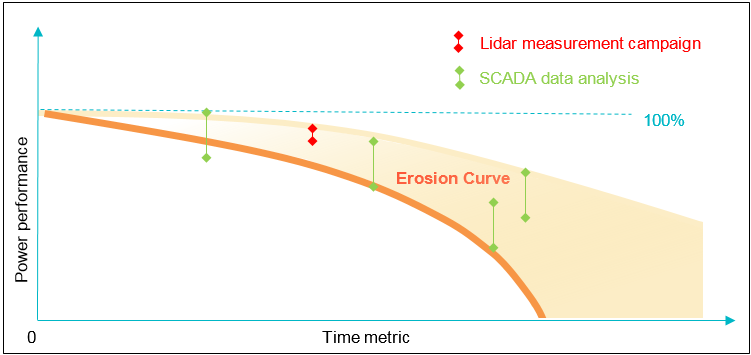 Lidar measurement campaign
SCADA data analysis
100%
Erosion Curve
Power performance
0
Time metric